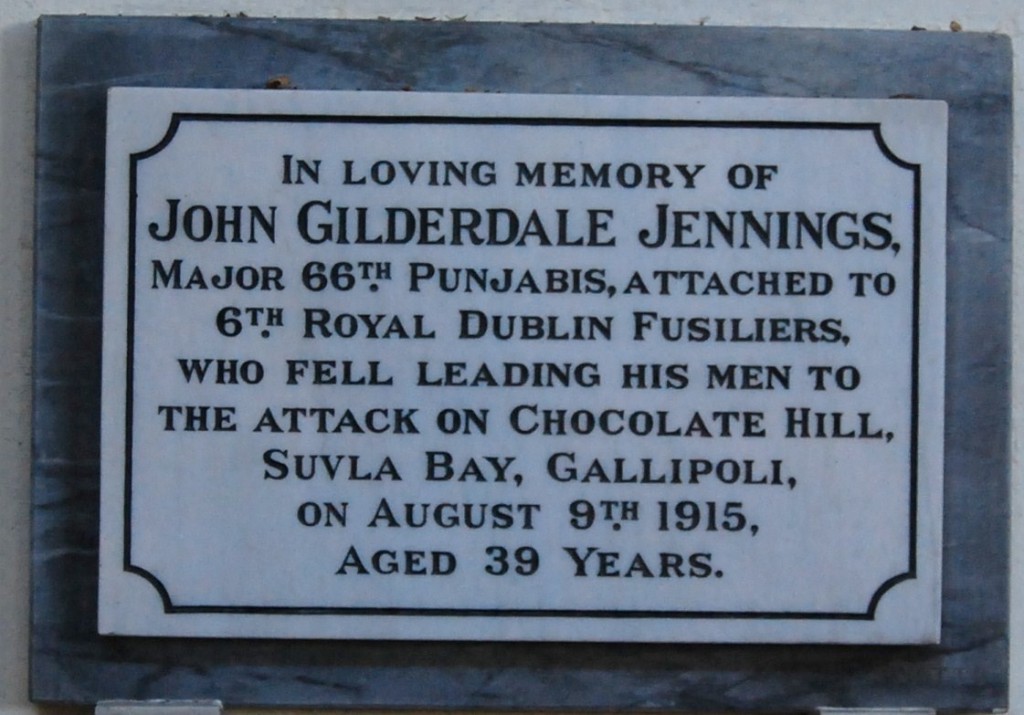 IN LOVING MEMORY OF
JOHN GILDERDALE JENNINGS,
MAJOR 66TH PUNJABIS, ATTACHED TO
6TH ROYAL DUBLIN FUSILIERS,
WHO FELL LEADING HIS MEN TO
THE ATTACK ON CHOCOLATE HILL,
SUVLA BAY, GALLIPOLI,
ON AUGUST 9TH 1915,
AGED 39 YEARS.